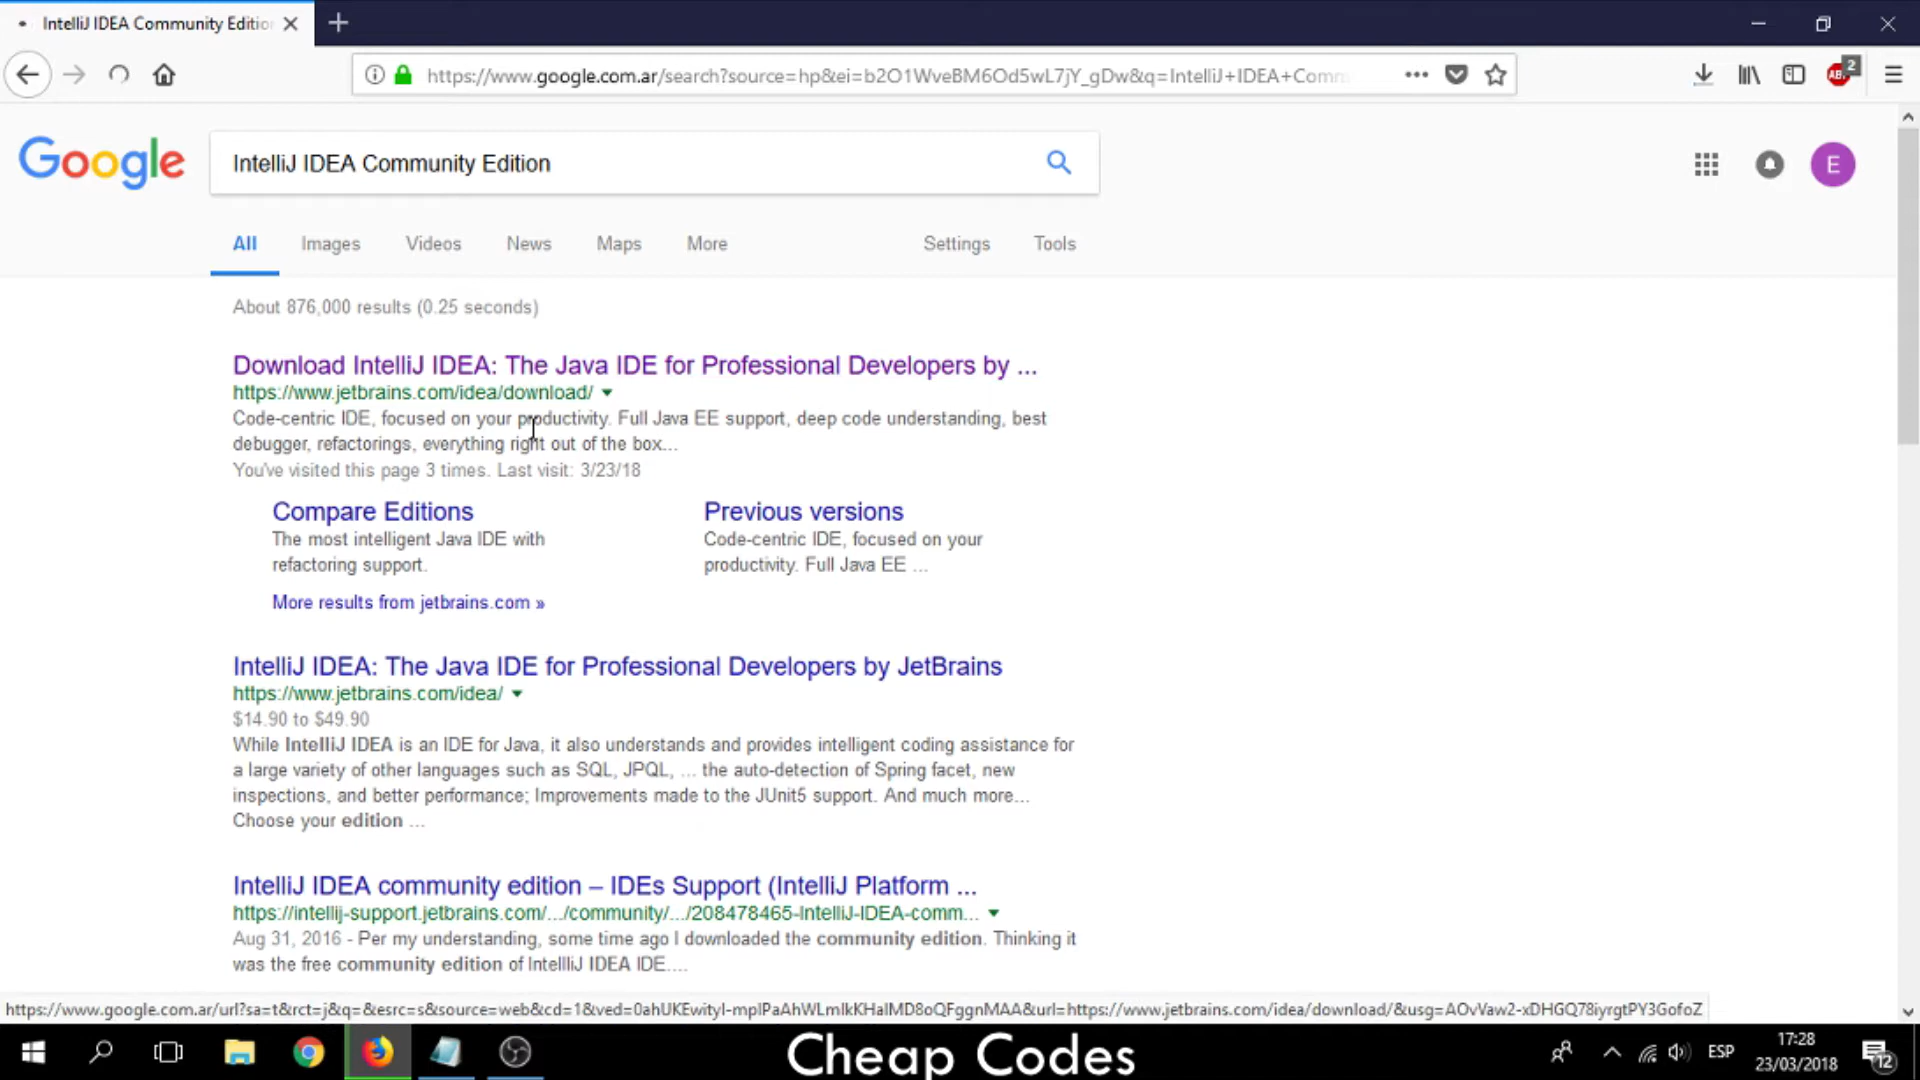 IntelliJ IDEA Community Editio
https://www.google.com.ar/search?source=hp&ei=b2O1WveBM6Od5wL7jY_gDw&q=IntelliJ+IDEA+Comm
ABP
2
Google
IntelliJ IDEA Community Edition
E
All Images Videos News Maps More Settings Tools
About 876,000 results (0.25 seconds)
Download IntelliJ IDEA: The Java IDE for Professional Developers by ...
https://www.jetbrains.com/idea/download/
Code-centric IDE, focused on your productivity. Full Java EE support, deep code understanding, best
debugger, refactorings, everything right out of the box...
You've visited this page 3 times. Last visit: 3/23/18
Compare Editions
The most intelligent Java IDE with
refactoring support.
Previous versions
Code-centric IDE, focused on your
productivity. Full Java EE ...
More results from jetbrains.com »
IntelliJ IDEA: The Java IDE for Professional Developers by JetBrains
https://www.jetbrains.com/idea/
$14.90 to $49.90
While IntelliJ IDEA is an IDE for Java, it also understands and provides intelligent coding assistance for
a large variety of other languages such as SQL, JPQL, ... the auto-detection of Spring facet, new
inspections, and better performance; Improvements made to the JUnit5 support. And much more...
Choose your edition ...
IntelliJ IDEA community edition – IDEs Support (IntelliJ Platform ...
https://intellij-support.jetbrains.com/.../community/.../208478465-IntelliJ-IDEA-comm...
Aug 31, 2016 - Per my understanding, some time ago I downloaded the community edition. Thinking it
was the free community edition of IntellliJ IDEA IDE....
https://www.google.com.ar/url?sa=t&rct=j&q=&esrc=s&source=web&cd=1&ved=0ahUKEwityI-mpIPaAhWLmIkKHaIMD8oQFggnMAA&url=https://www.jetbrains.com/idea/download/&usg=AOvVaw2-xDHGQ78iyrgtPY3GofoZ
Cheap Codes
ESP
17:28
23/03/2018
12